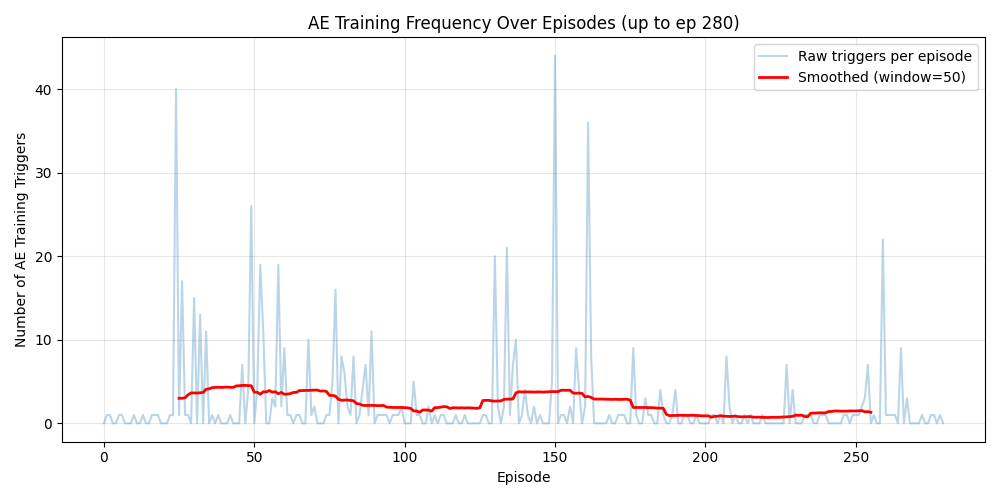 AE Training Frequency Over Episodes (up to ep 280)
Raw triggers per episode
Smoothed (window=50)
Number of AE Training Triggers
40
30
20
10
0
0 50 100 150 200 250
Episode